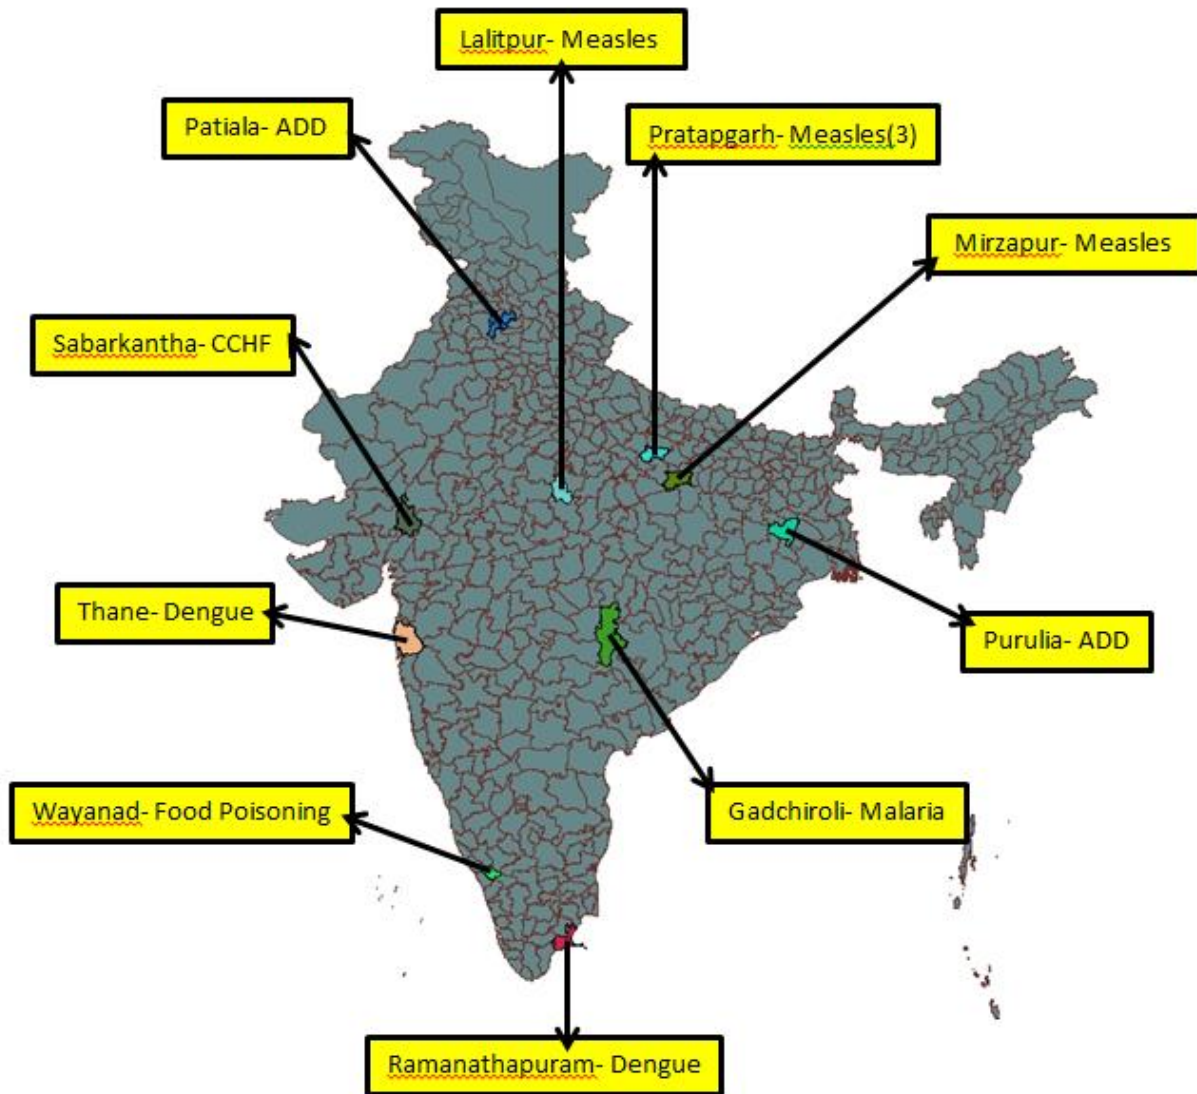 Lalitpur- Measles
Patiala- ADD
Pratapgarh- Measles(3)
Mirzapur- Measles
Sabarkantha- CCHF
Thane- Dengue
Purulia- ADD
Wayanad- Food Poisoning
Gadchiroli- Malaria
Ramanathapuram- Dengue